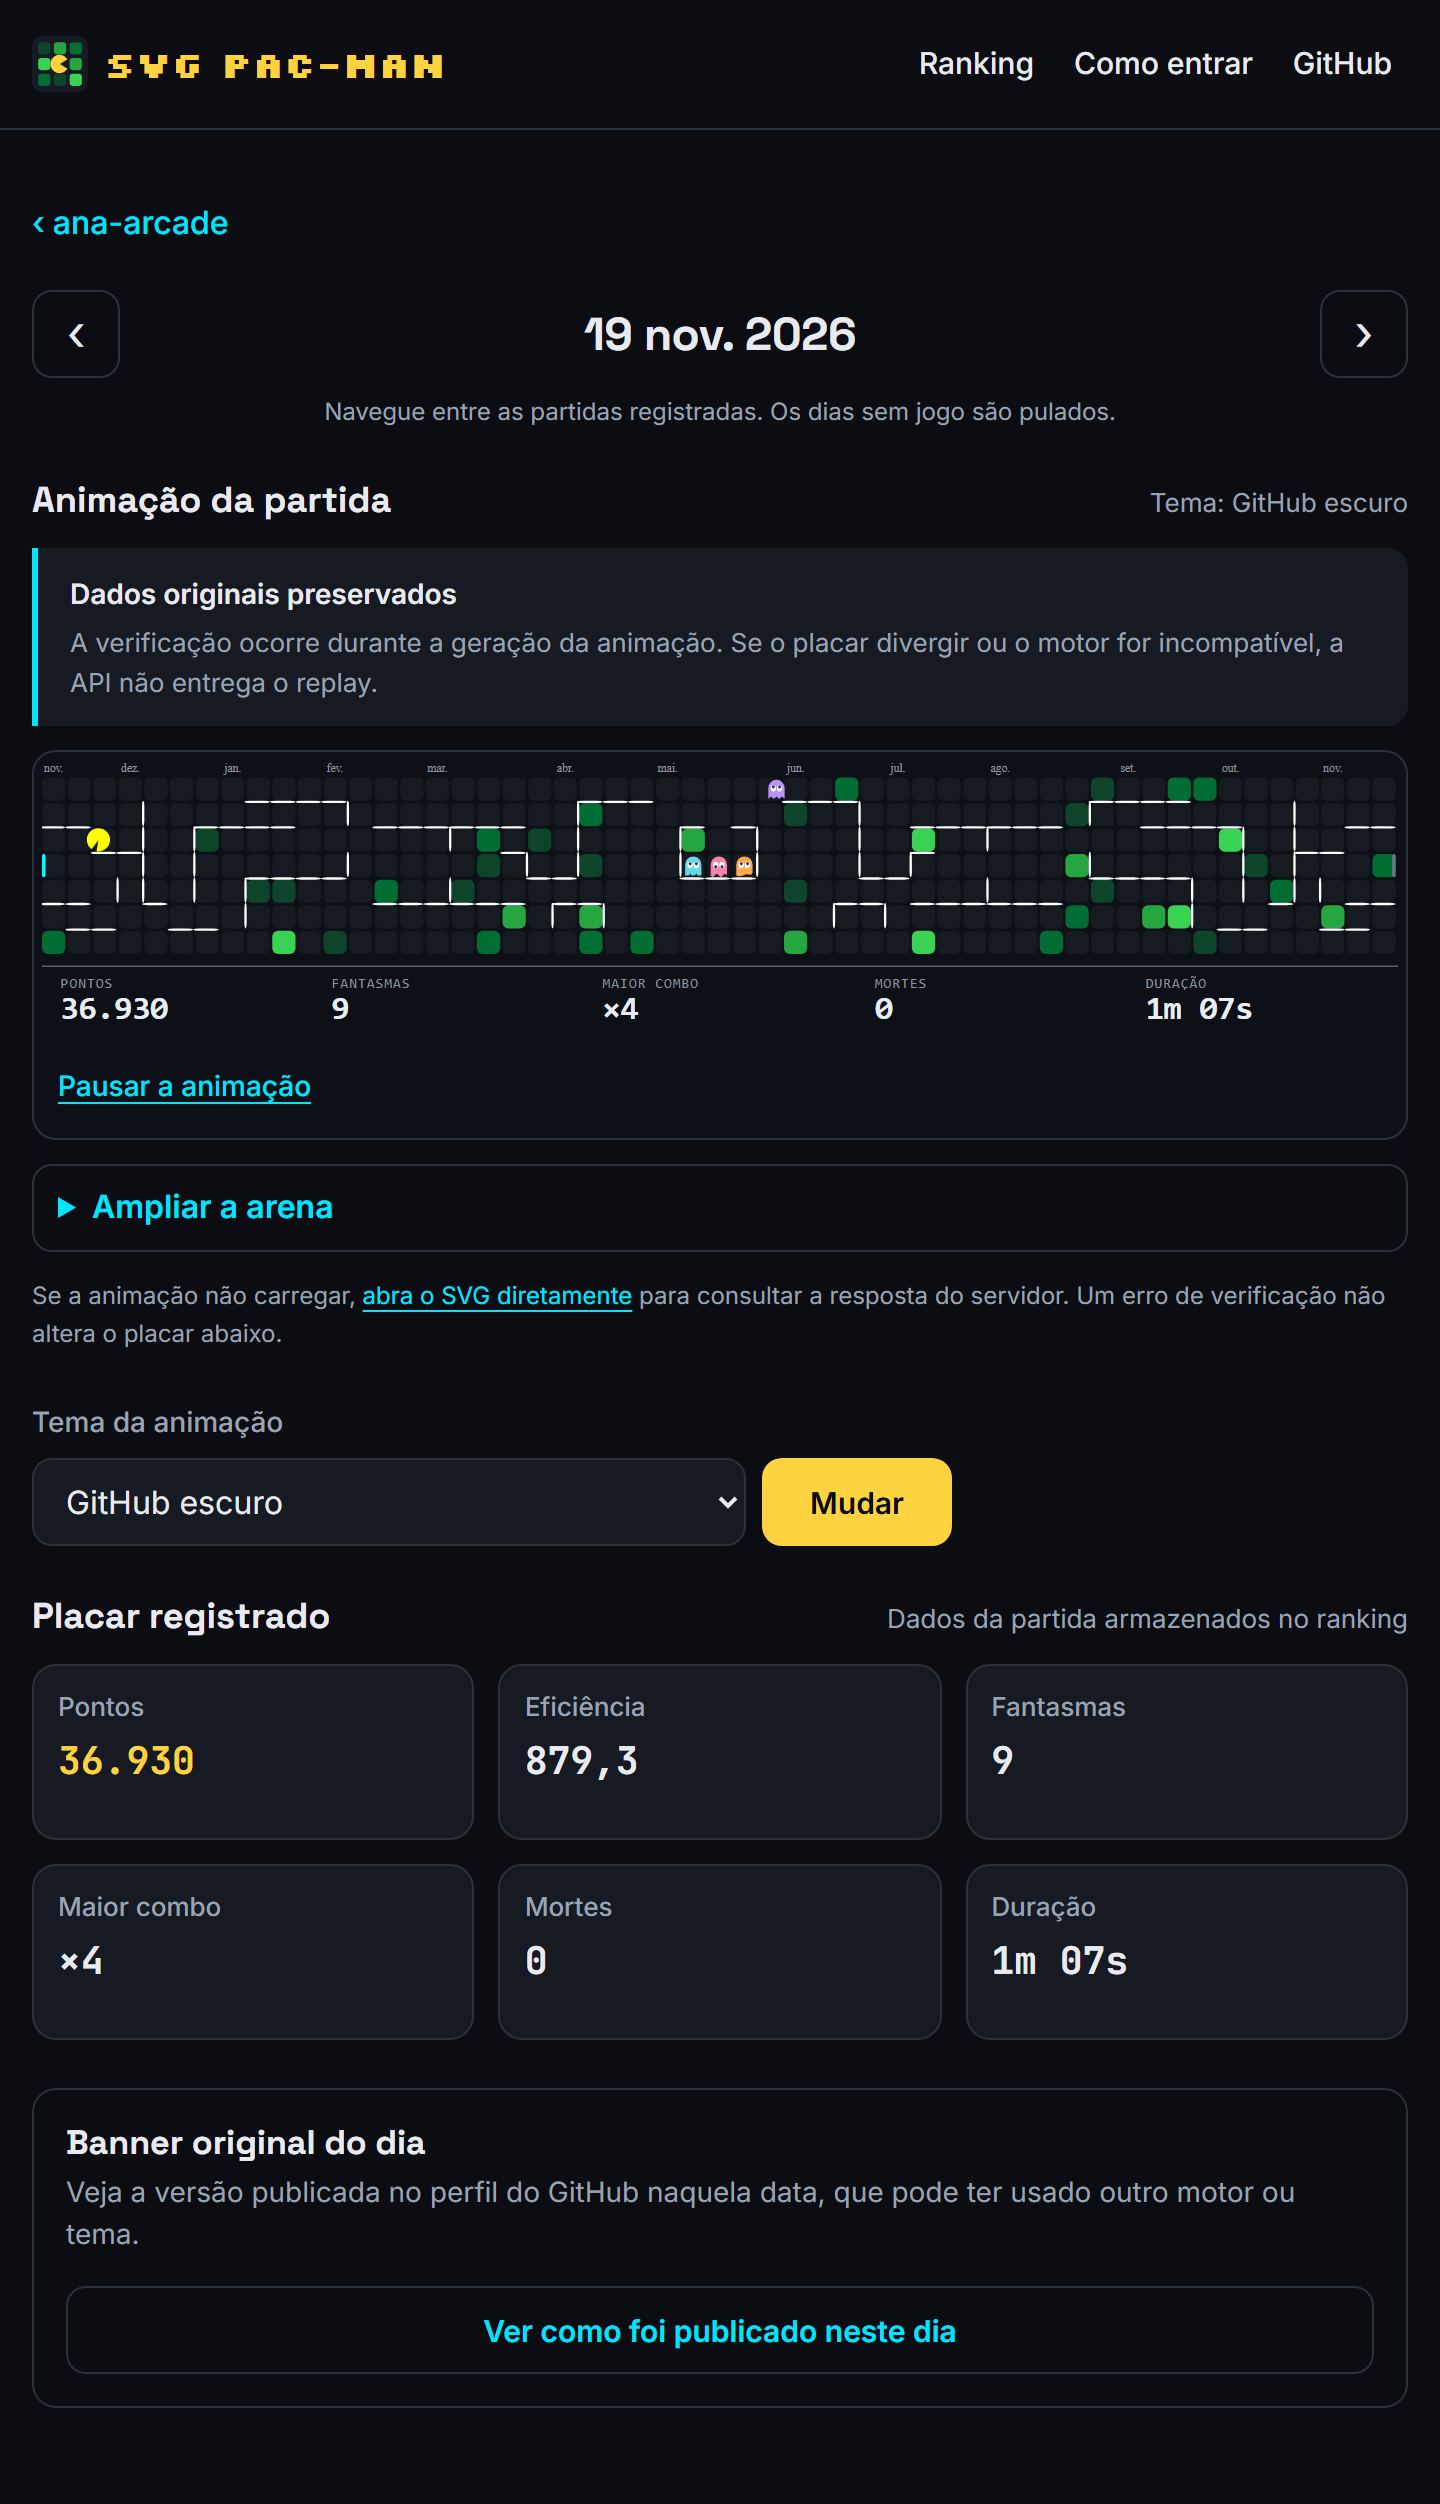 SVG PAC-MAN
Ranking Como entrar GitHub
‹ ana-arcade
‹ 19 nov. 2026 ›
Navegue entre as partidas registradas. Os dias sem jogo são pulados.
Animação da partida
Tema: GitHub escuro
Dados originais preservados
A verificação ocorre durante a geração da animação. Se o placar divergir ou o motor for incompatível, a
API não entrega o replay.
nov. dez. jan. fev. mar. abr. mai. jun. jul. ago. set. out. nov.
PONTOS FANTASMAS MAIOR COMBO MORTES DURAÇÃO
36.930 9 ×4 0 1m 07s
Pausar a animação
Ampliar a arena
Se a animação não carregar, abra o SVG diretamente para consultar a resposta do servidor. Um erro de verificação não
altera o placar abaixo.
Tema da animação
GitHub escuro
Mudar
Placar registrado
Dados da partida armazenados no ranking
Pontos
36.930
Eficiência
879,3
Fantasmas
9
Maior combo
×4
Mortes
0
Duração
1m 07s
Banner original do dia
Veja a versão publicada no perfil do GitHub naquela data, que pode ter usado outro motor ou
tema.
Ver como foi publicado neste dia